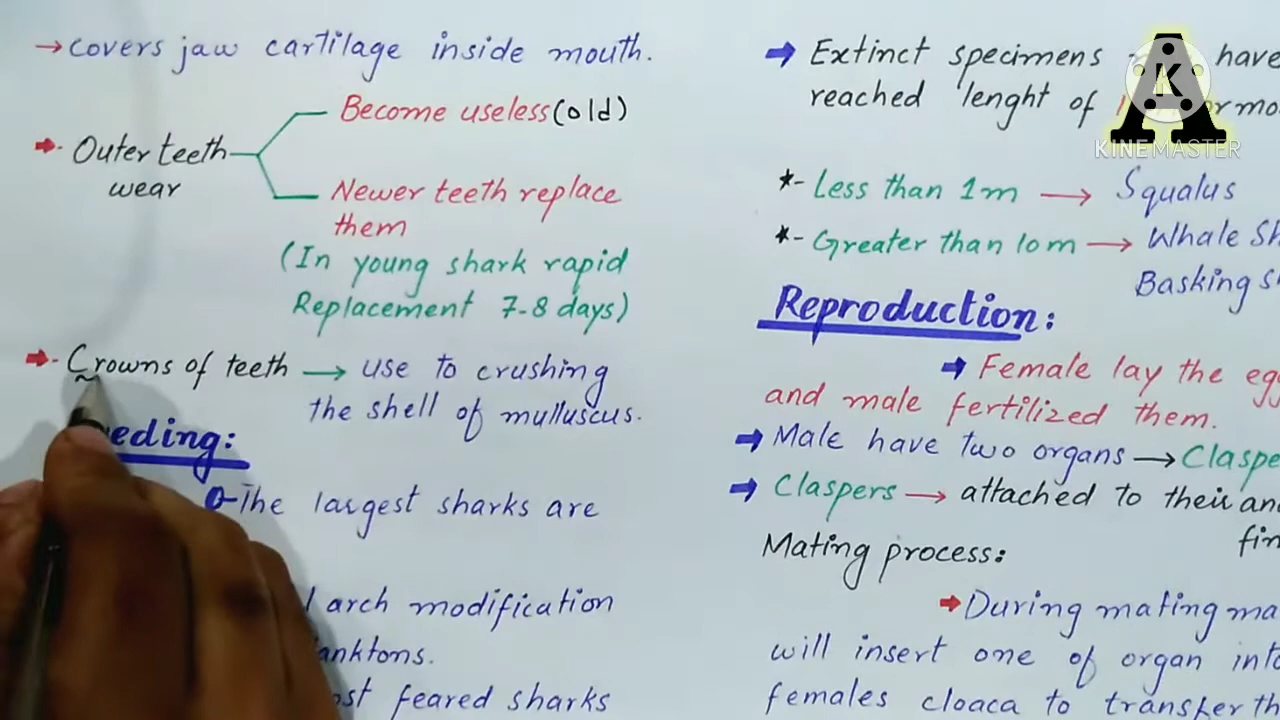 → covers jaw cartilage inside mouth.
Become useless (old)
Outer teeth
wear
Newer teeth replace
them
(In young shark rapid
Replacement 7-8 days)
Crowns of teeth → use to crushing
the shell of mulluscus.
eding:
The largest sharks are
arch modification
anktons.
st feared sharks
Extinct specimens have
reached lenght of or mo
*- Less than 1m → Squalus
*- Greater than 10m → Whale Sh
Basking s
Reproduction:
Female lay the eg
and male fertilized them.
Male have two organs → Claspe
Claspers → attached to their an
fin
Mating process:
During mating ma
will insert one of organ into
females cloaca to transfer th
A
K
KINEMASTER